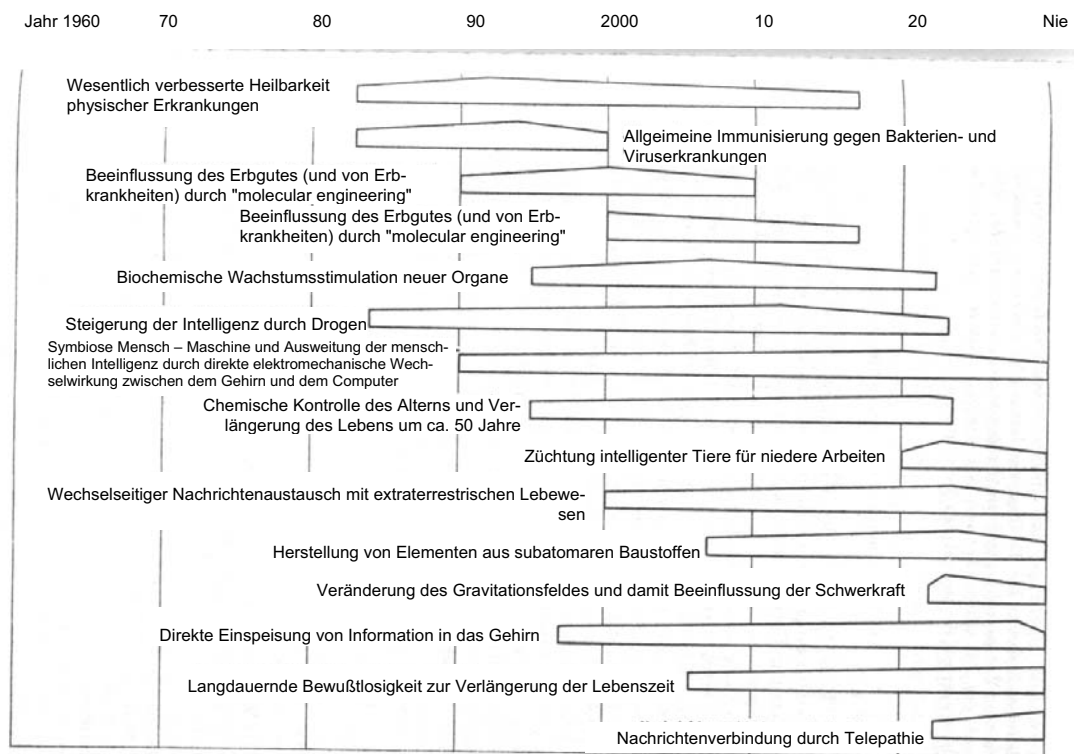 Jahr 1960 70 80 90 2000 10 20 Nie
Wesentlich verbesserte Heilbarkeit
physischer Erkrankungen
Allgeimeine Immunisierung gegen Bakterien- und
Viruserkrankungen
Beeinflussung des Erbgutes (und von Erb-
krankheiten) durch "molecular engineering"
Beeinflussung des Erbgutes (und von Erb-
krankheiten) durch "molecular engineering"
Biochemische Wachstumsstimulation neuer Organe
Steigerung der Intelligenz durch Drogen
Symbiose Mensch – Maschine und Ausweitung der mensch-
lichen Intelligenz durch direkte elektromechanische Wech-
selwirkung zwischen dem Gehirn und dem Computer
Chemische Kontrolle des Alterns und Ver-
längerung des Lebens um ca. 50 Jahre
Züchtung intelligenter Tiere für niedere Arbeiten
Wechselseitiger Nachrichtenaustausch mit extraterrestrischen Lebewe-
sen
Herstellung von Elementen aus subatomaren Baustoffen
Veränderung des Gravitationsfeldes und damit Beeinflussung der Schwerkraft
Direkte Einspeisung von Information in das Gehirn
Langdauernde Bewußtlosigkeit zur Verlängerung der Lebenszeit
Nachrichtenverbindung durch Telepathie